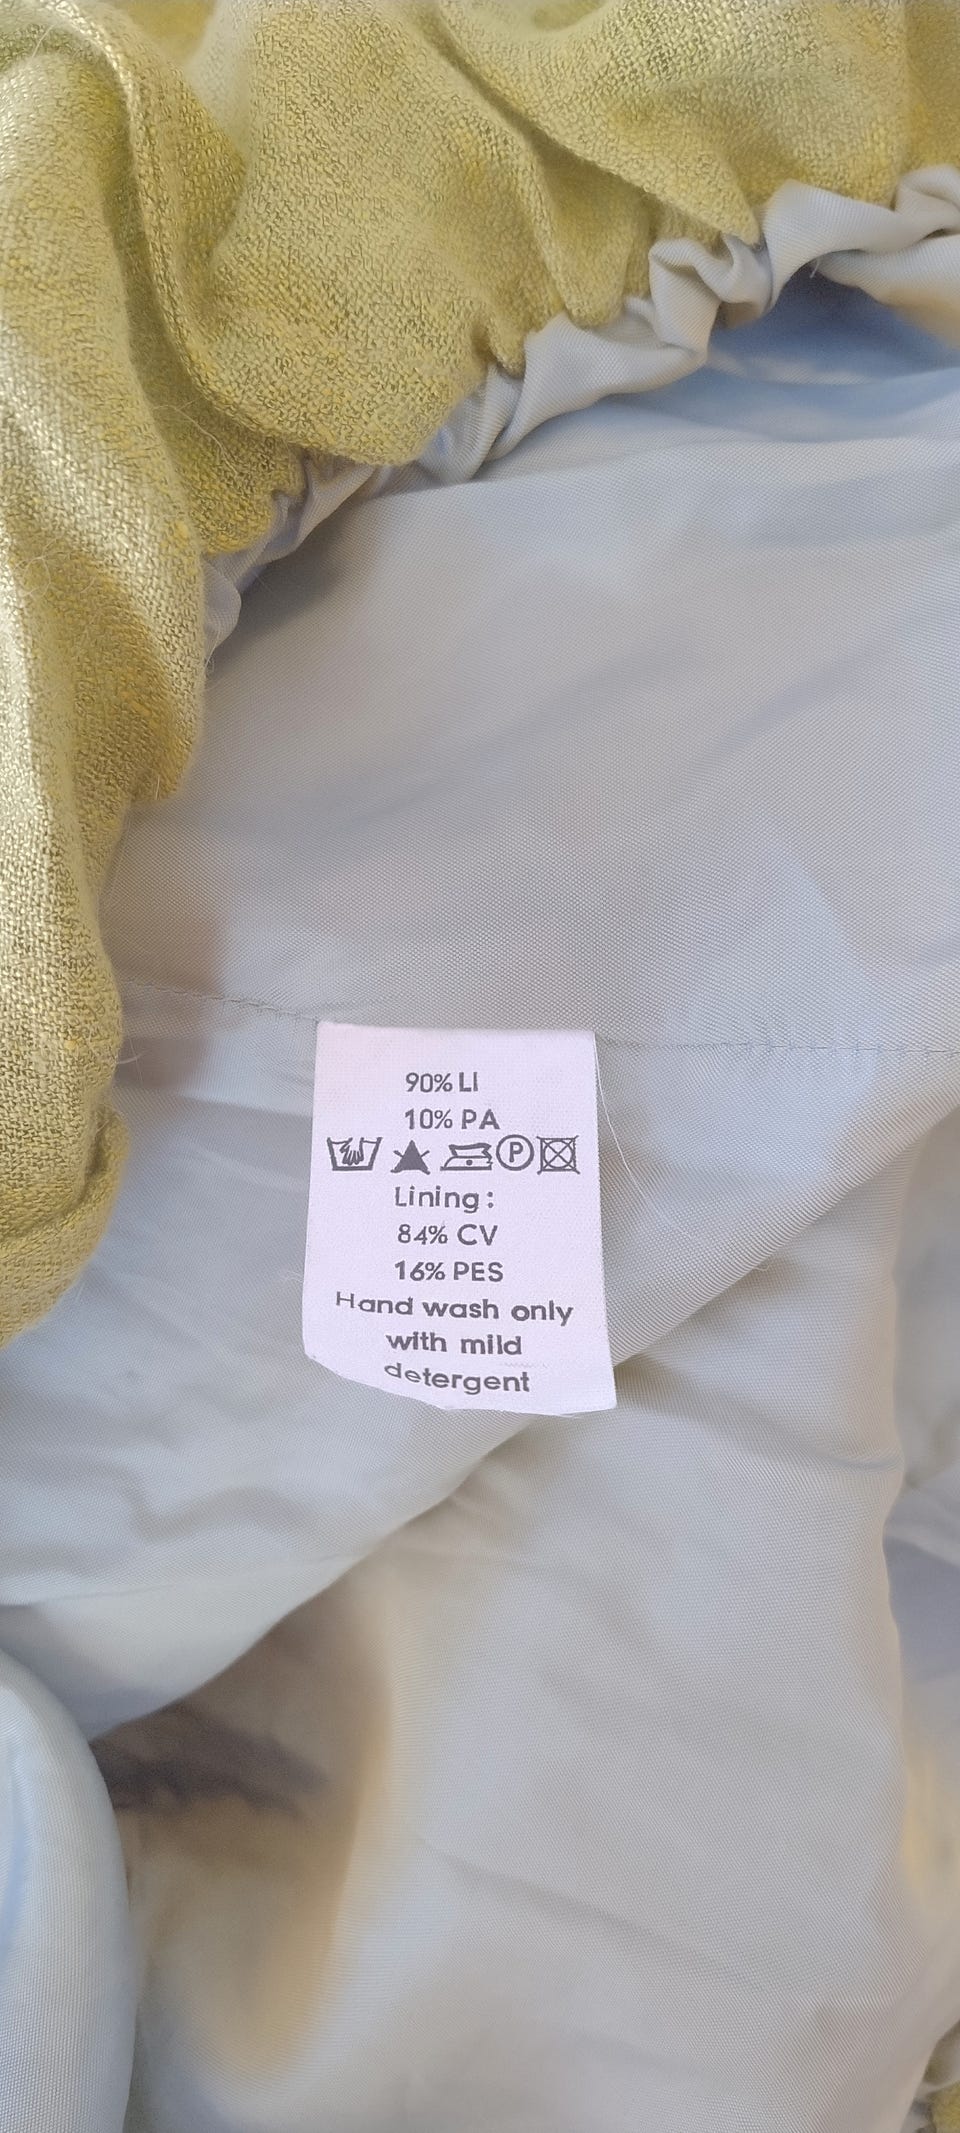 90% LI
10% PA
P
Lining:
84% CV
16% PES
Hand wash only
with mild
detergent